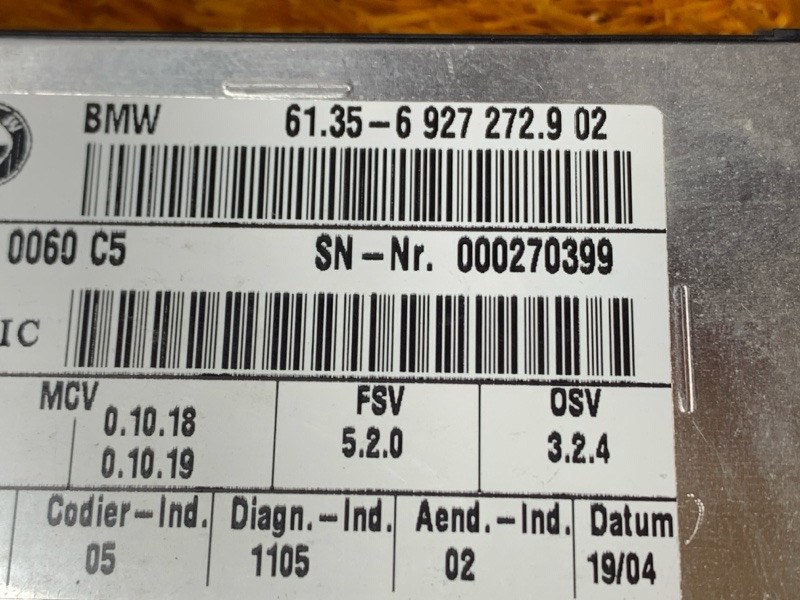 BMW 61.35-6 927 272.9 02
0060 C5 SN-Nr. 000270399
IC
MCV FSV OSV
0.10.18 5.2.0 3.2.4
0.10.19
Codier-Ind. Diagn.-Ind. Aend.-Ind. Datum
05 1105 02 19/04